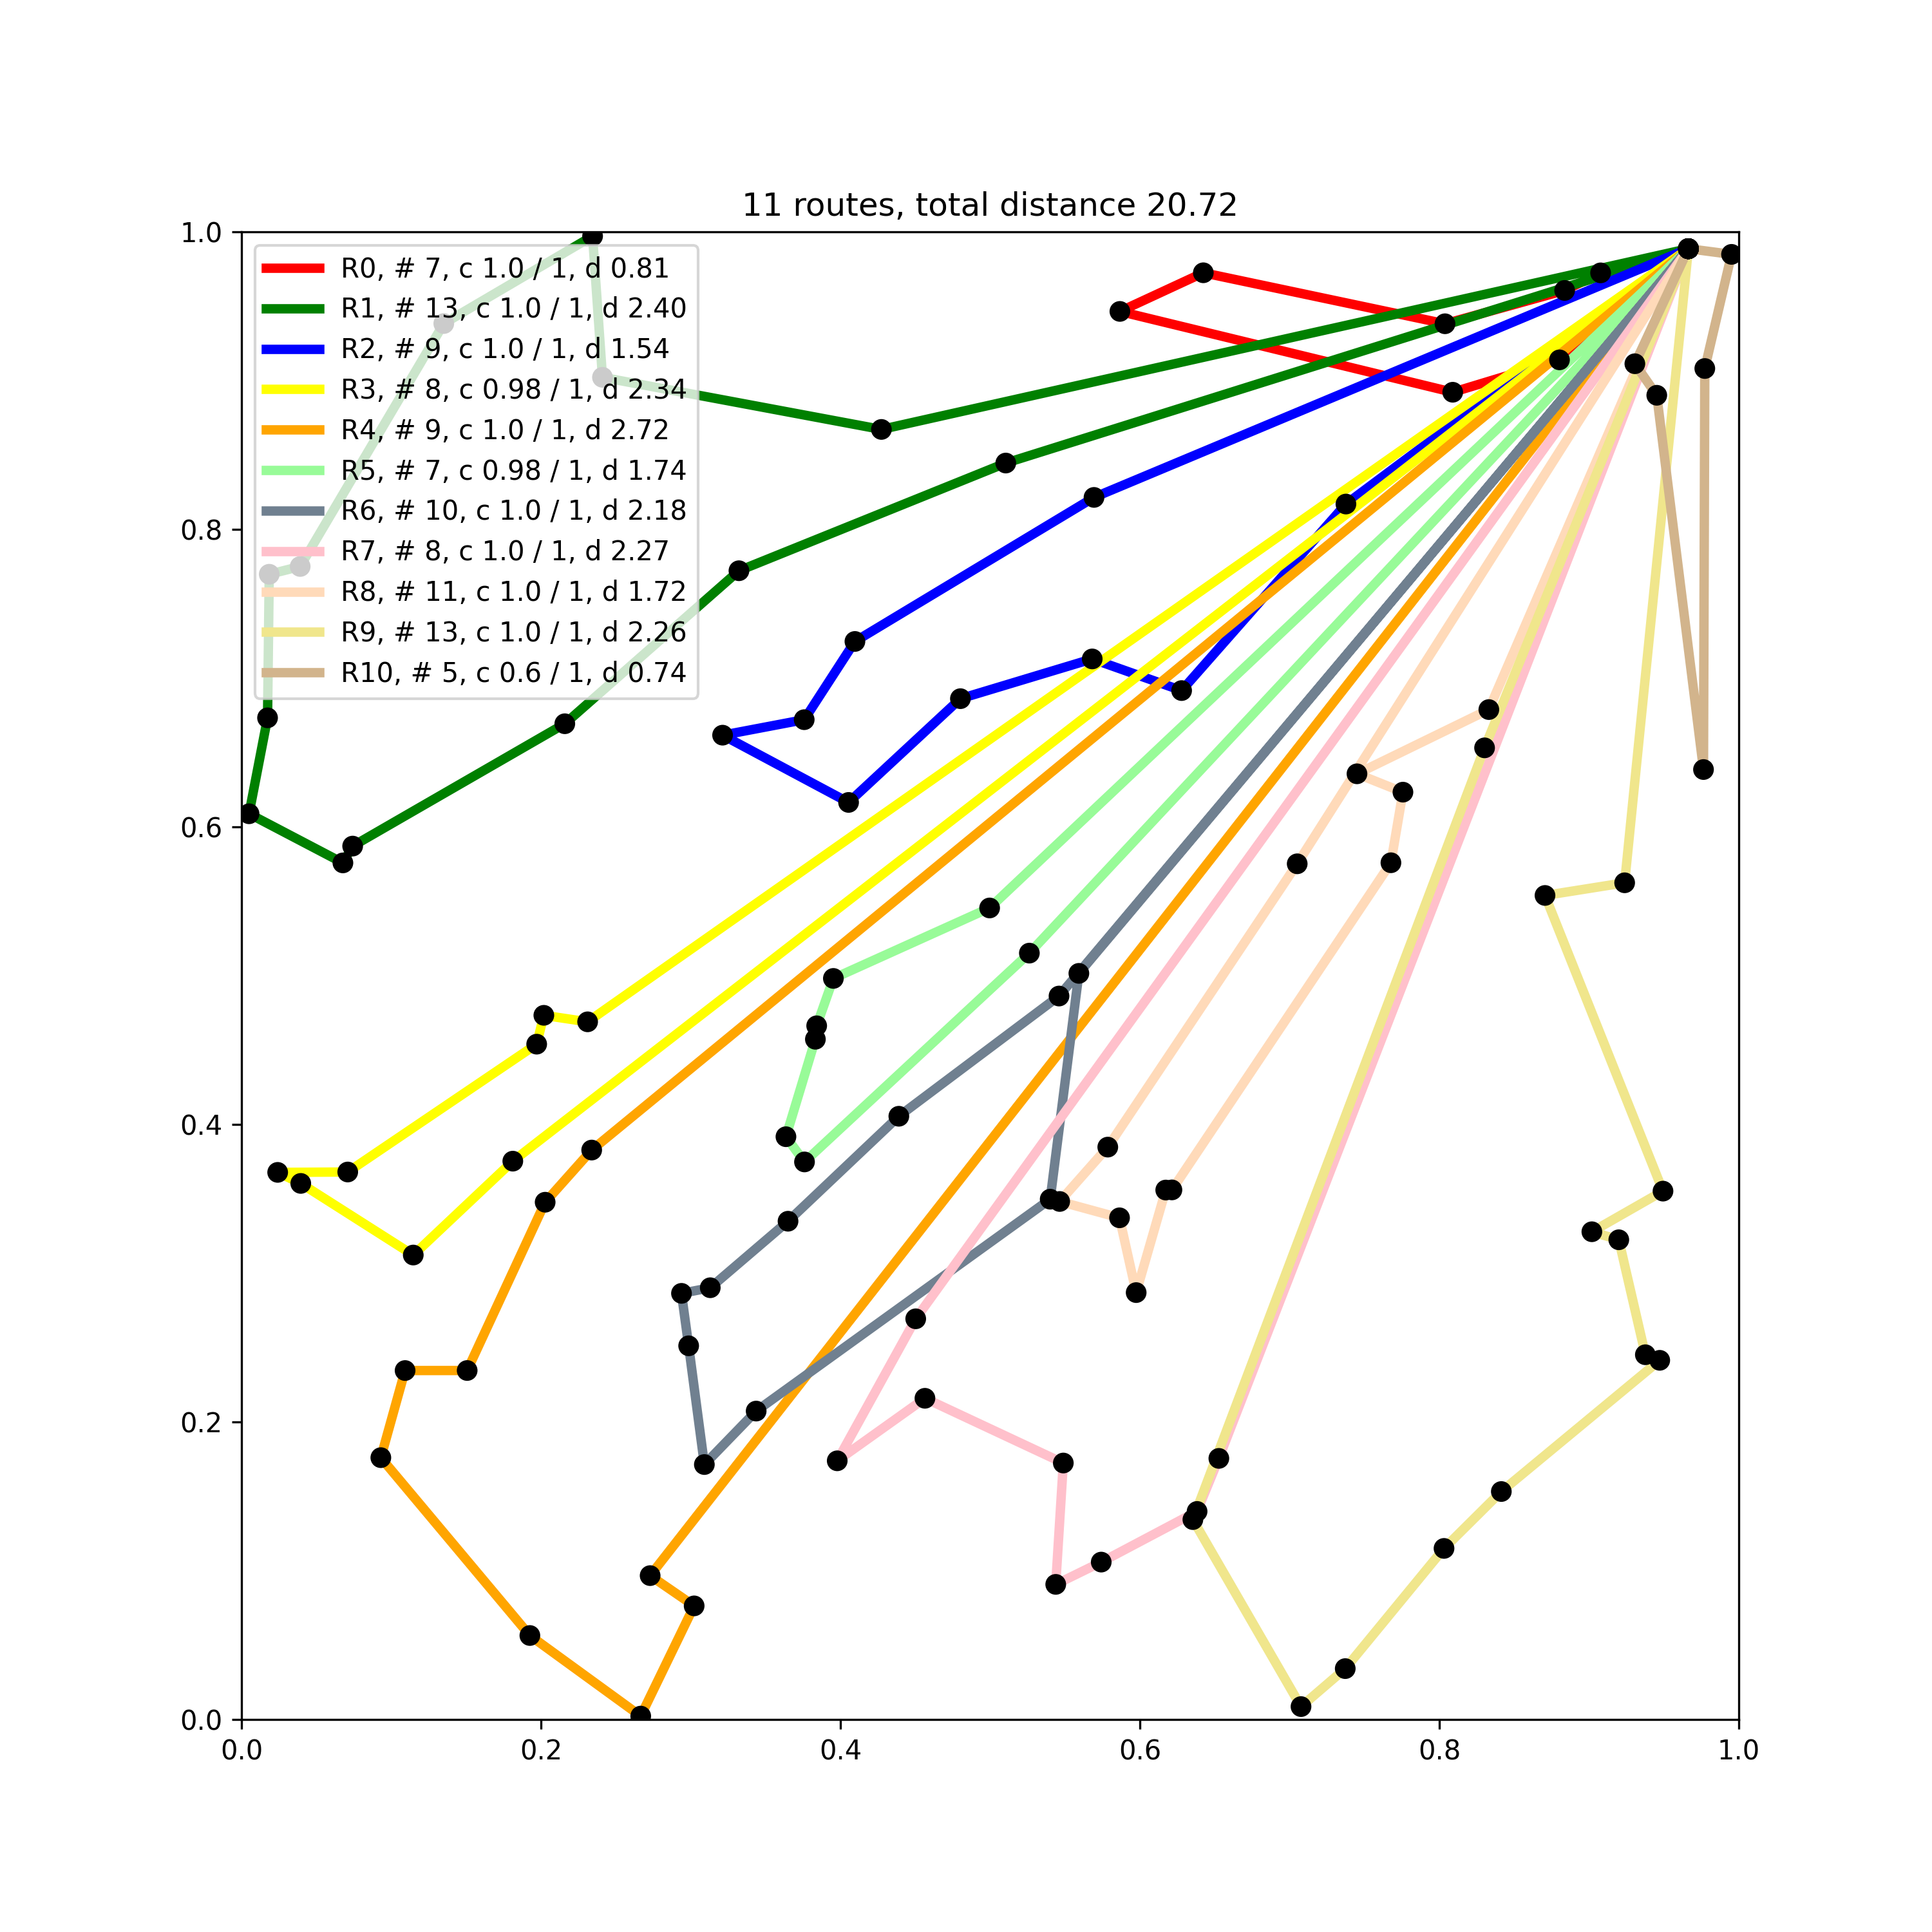 11 routes, total distance 20.72
1.0
0.8
0.6
0.4
0.2
0.0
R0, # 7, c 1.0 / 1, d 0.81
R1, # 13, c 1.0 / 1, d 2.40
R2, # 9, c 1.0 / 1, d 1.54
R3, # 8, c 0.98 / 1, d 2.34
R4, # 9, c 1.0 / 1, d 2.72
R5, # 7, c 0.98 / 1, d 1.74
R6, # 10, c 1.0 / 1, d 2.18
R7, # 8, c 1.0 / 1, d 2.27
R8, # 11, c 1.0 / 1, d 1.72
R9, # 13, c 1.0 / 1, d 2.26
R10, # 5, c 0.6 / 1, d 0.74
0.0 0.2 0.4 0.6 0.8 1.0